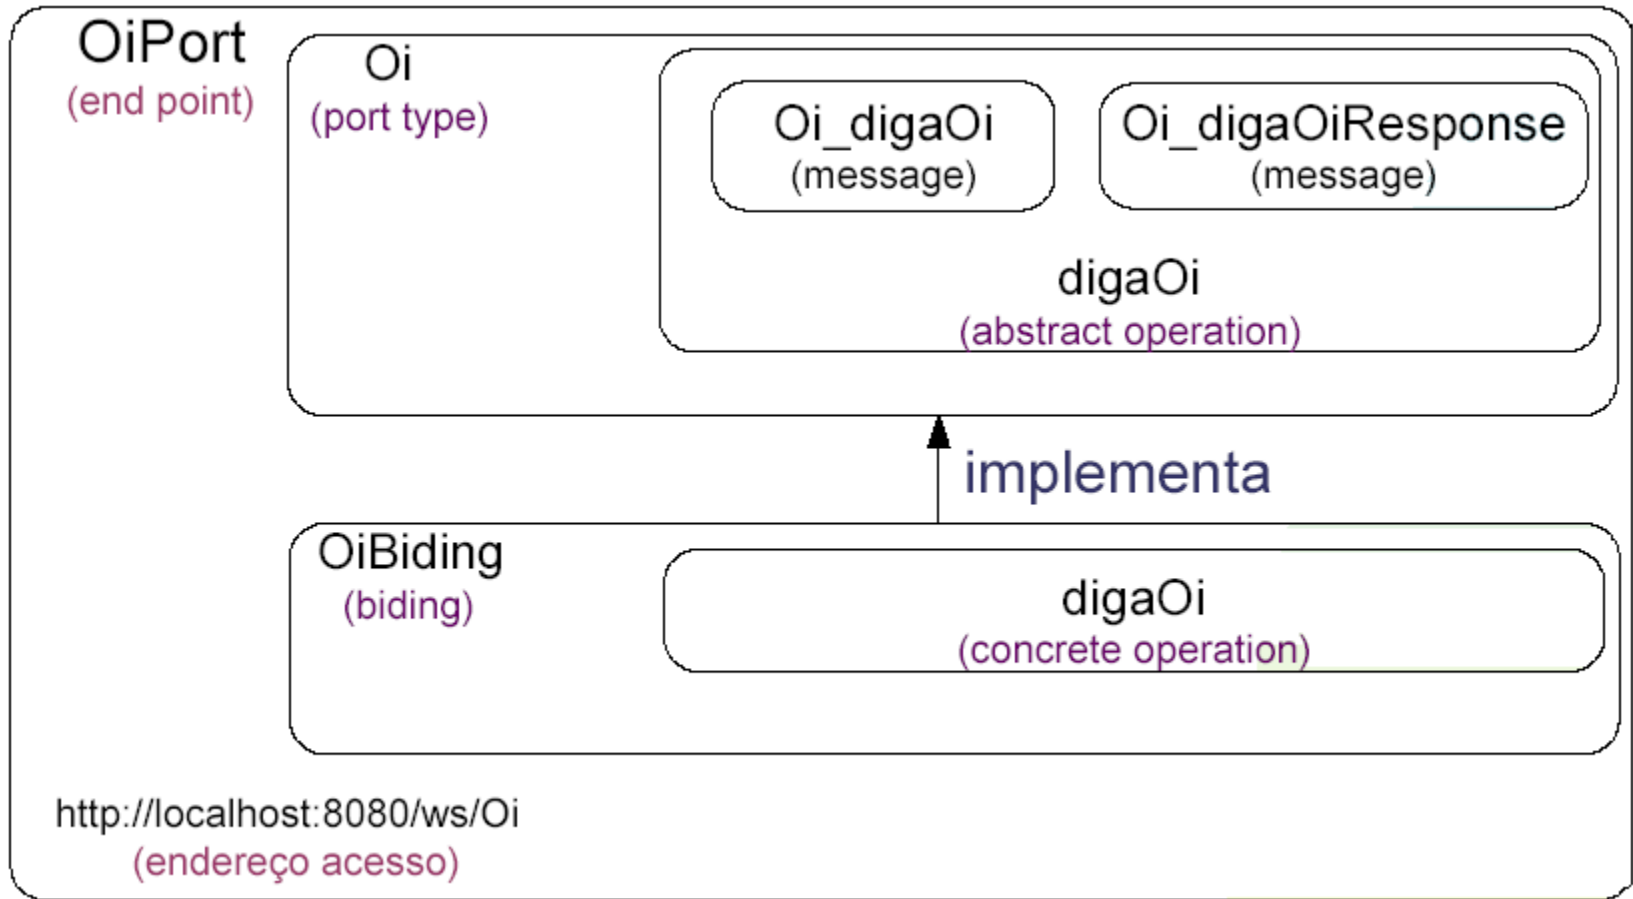 OiPort
(end point)
Oi
(port type)
Oi_digaOi
(message)
Oi_digaOiResponse
(message)
digaOi
(abstract operation)
implementa
OiBiding
(biding)
digaOi
(concrete operation)
http://localhost:8080/ws/Oi
(endereço acesso)